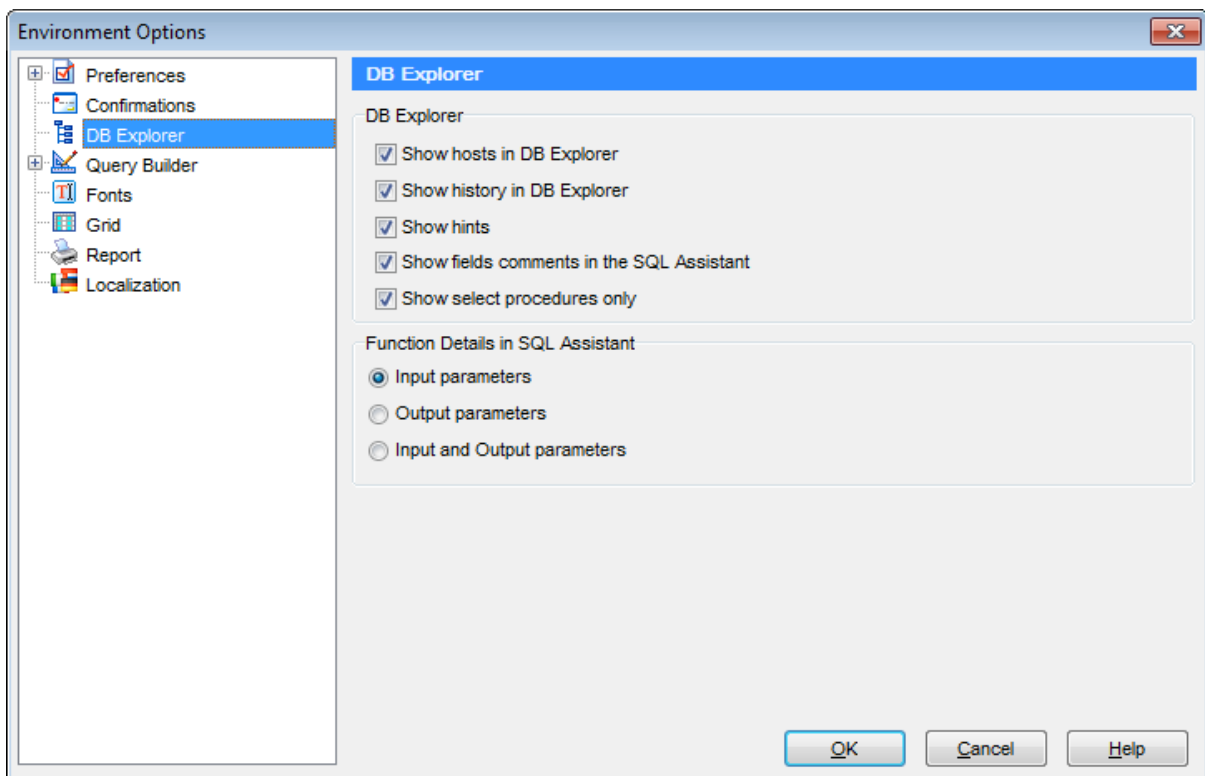 Environment Options
Preferences
Confirmations
DB Explorer
Query Builder
Fonts
Grid
Report
Localization
DB Explorer
DB Explorer
Show hosts in DB Explorer
Show history in DB Explorer
Show hints
Show fields comments in the SQL Assistant
Show select procedures only
Function Details in SQL Assistant
Input parameters
Output parameters
Input and Output parameters
OK
Cancel
Help